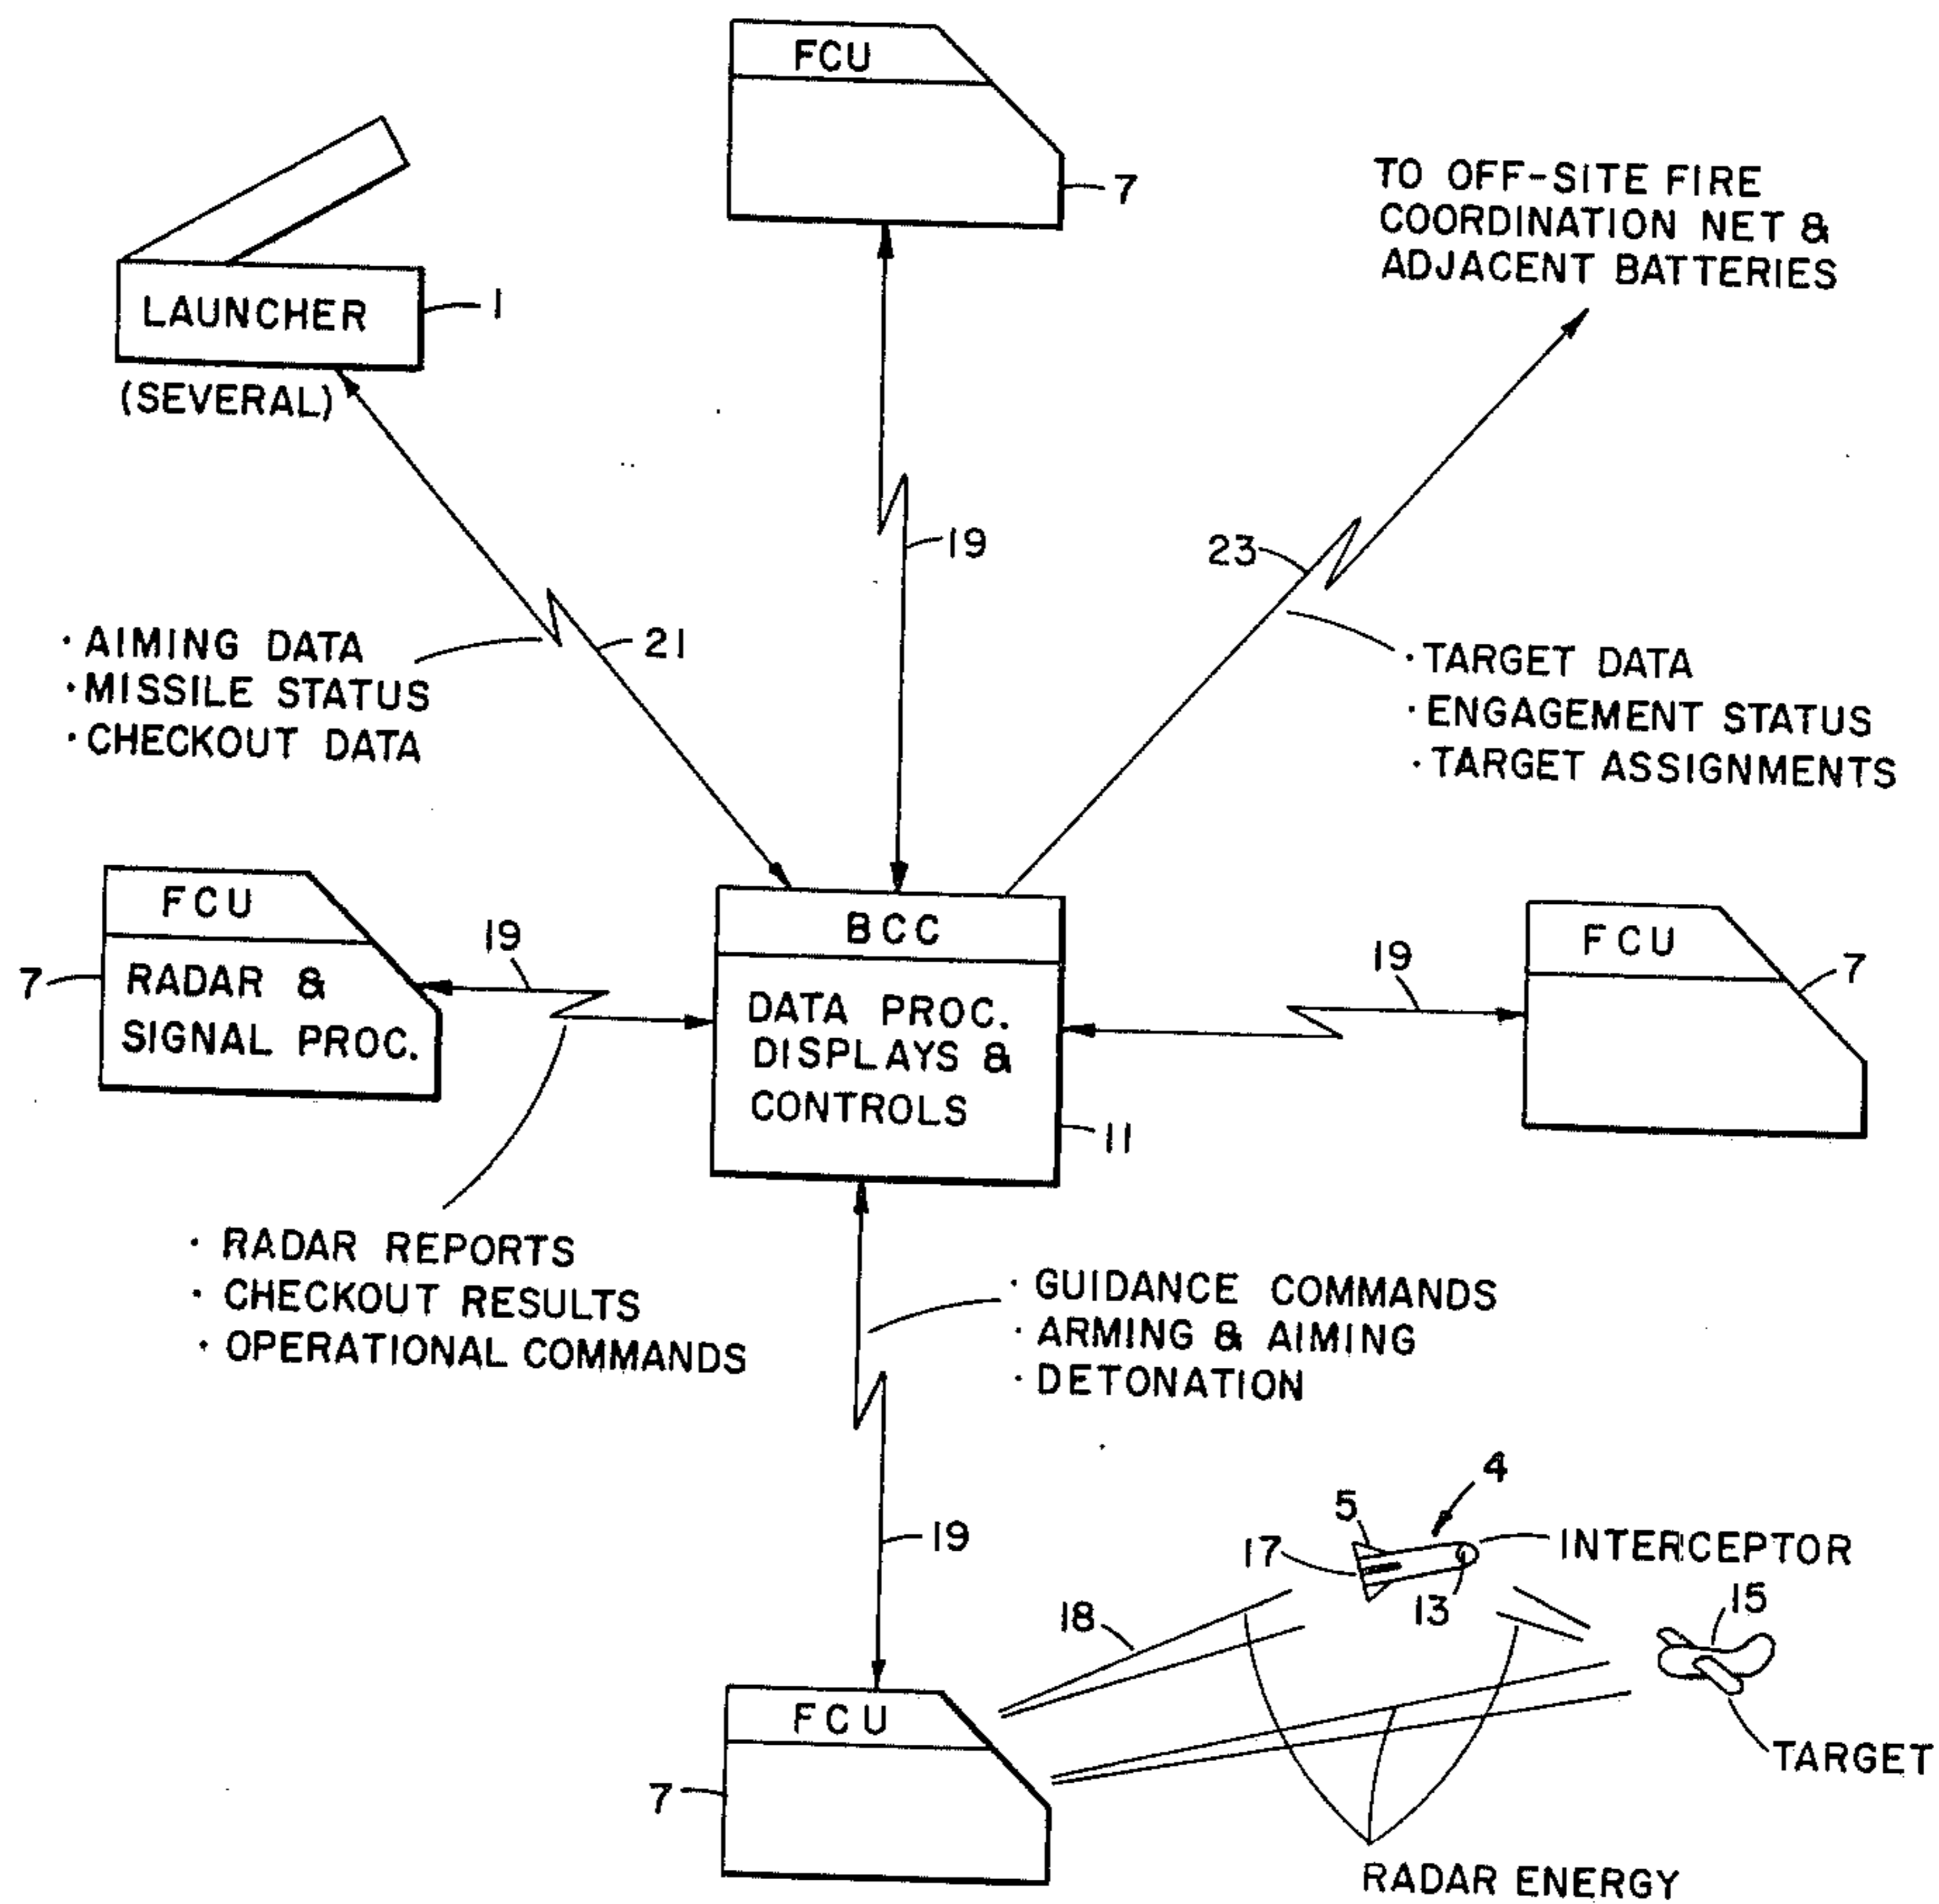 FCU
7
TO OFF-SITE FIRE
COORDINATION NET &
ADJACENT BATTERIES
LAUNCHER
1
(SEVERAL)
19
23
21
· AIMING DATA
· MISSILE STATUS
· CHECKOUT DATA
· TARGET DATA
· ENGAGEMENT STATUS
· TARGET ASSIGNMENTS
FCU
RADAR &
SIGNAL PROC.
7
19
BCC
DATA PROC.
DISPLAYS &
CONTROLS
11
19
FCU
7
· RADAR REPORTS
· CHECKOUT RESULTS
· OPERATIONAL COMMANDS
· GUIDANCE COMMANDS
· ARMING & AIMING
· DETONATION
19
4
5
17
13
INTERCEPTOR
15
18
TARGET
FCU
7
RADAR ENERGY